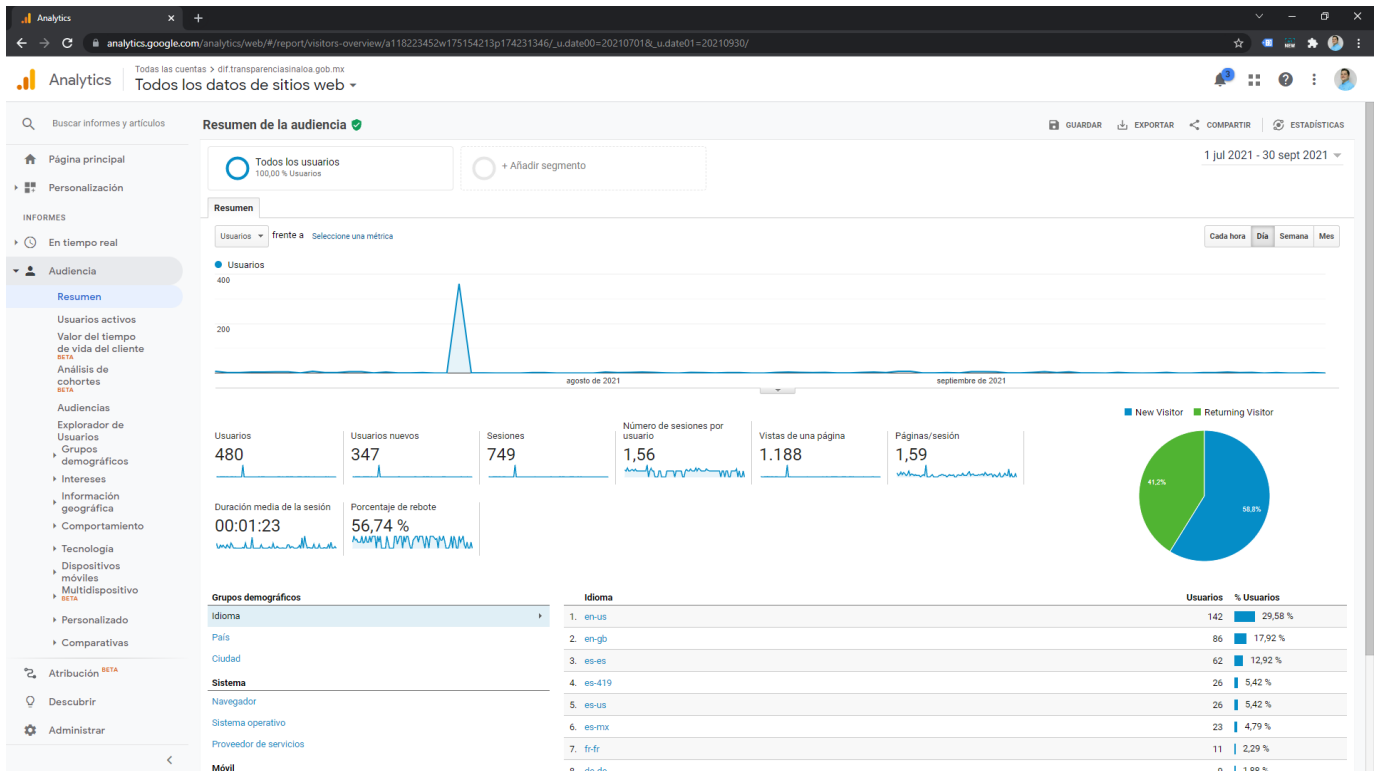 Analytics
analytics.google.com/analytics/web/#/report/visitors-overview/a118223452w175154213p174231346/_u.date00=20210701&_u.date01=20210930/
NEW
Analytics
Todas las cuentas > dif.transparenciasinaloa.gob.mx
Todos los datos de sitios web
3
Buscar informes y artículos
Página principal
Personalización
INFORMES
En tiempo real
Audiencia
Resumen
Usuarios activos
Valor del tiempo
de vida del cliente
BETA
Análisis de
cohortes
BETA
Audiencias
Explorador de
Usuarios
Grupos
demográficos
Intereses
Información
geográfica
Comportamiento
Tecnología
Dispositivos
móviles
Multidispositivo
BETA
Personalizado
Comparativas
Atribución BETA
Descubrir
Administrar
Resumen de la audiencia
GUARDAR
EXPORTAR
COMPARTIR
ESTADÍSTICAS
Todos los usuarios
100,00 % Usuarios
+ Añadir segmento
1 jul 2021 - 30 sept 2021
Resumen
Usuarios frente a Seleccione una métrica
Cada hora Día Semana Mes
Usuarios
400
200
agosto de 2021
septiembre de 2021
New Visitor Returning Visitor
Usuarios
480
Usuarios nuevos
347
Sesiones
749
Número de sesiones por
usuario
1,56
Vistas de una página
1.188
Páginas/sesión
1,59
41,2%
58,8%
Duración media de la sesión
00:01:23
Porcentaje de rebote
56,74 %
Grupos demográficos
Idioma
País
Ciudad
Sistema
Navegador
Sistema operativo
Proveedor de servicios
Móvil
Idioma Usuarios % Usuarios
1. en-us 142 29,58 %
2. en-gb 86 17,92 %
3. es-es 62 12,92 %
4. es-419 26 5,42 %
5. es-us 26 5,42 %
6. es-mx 23 4,79 %
7. fr-fr 11 2,29 %
8. de-de 9 1,88 %